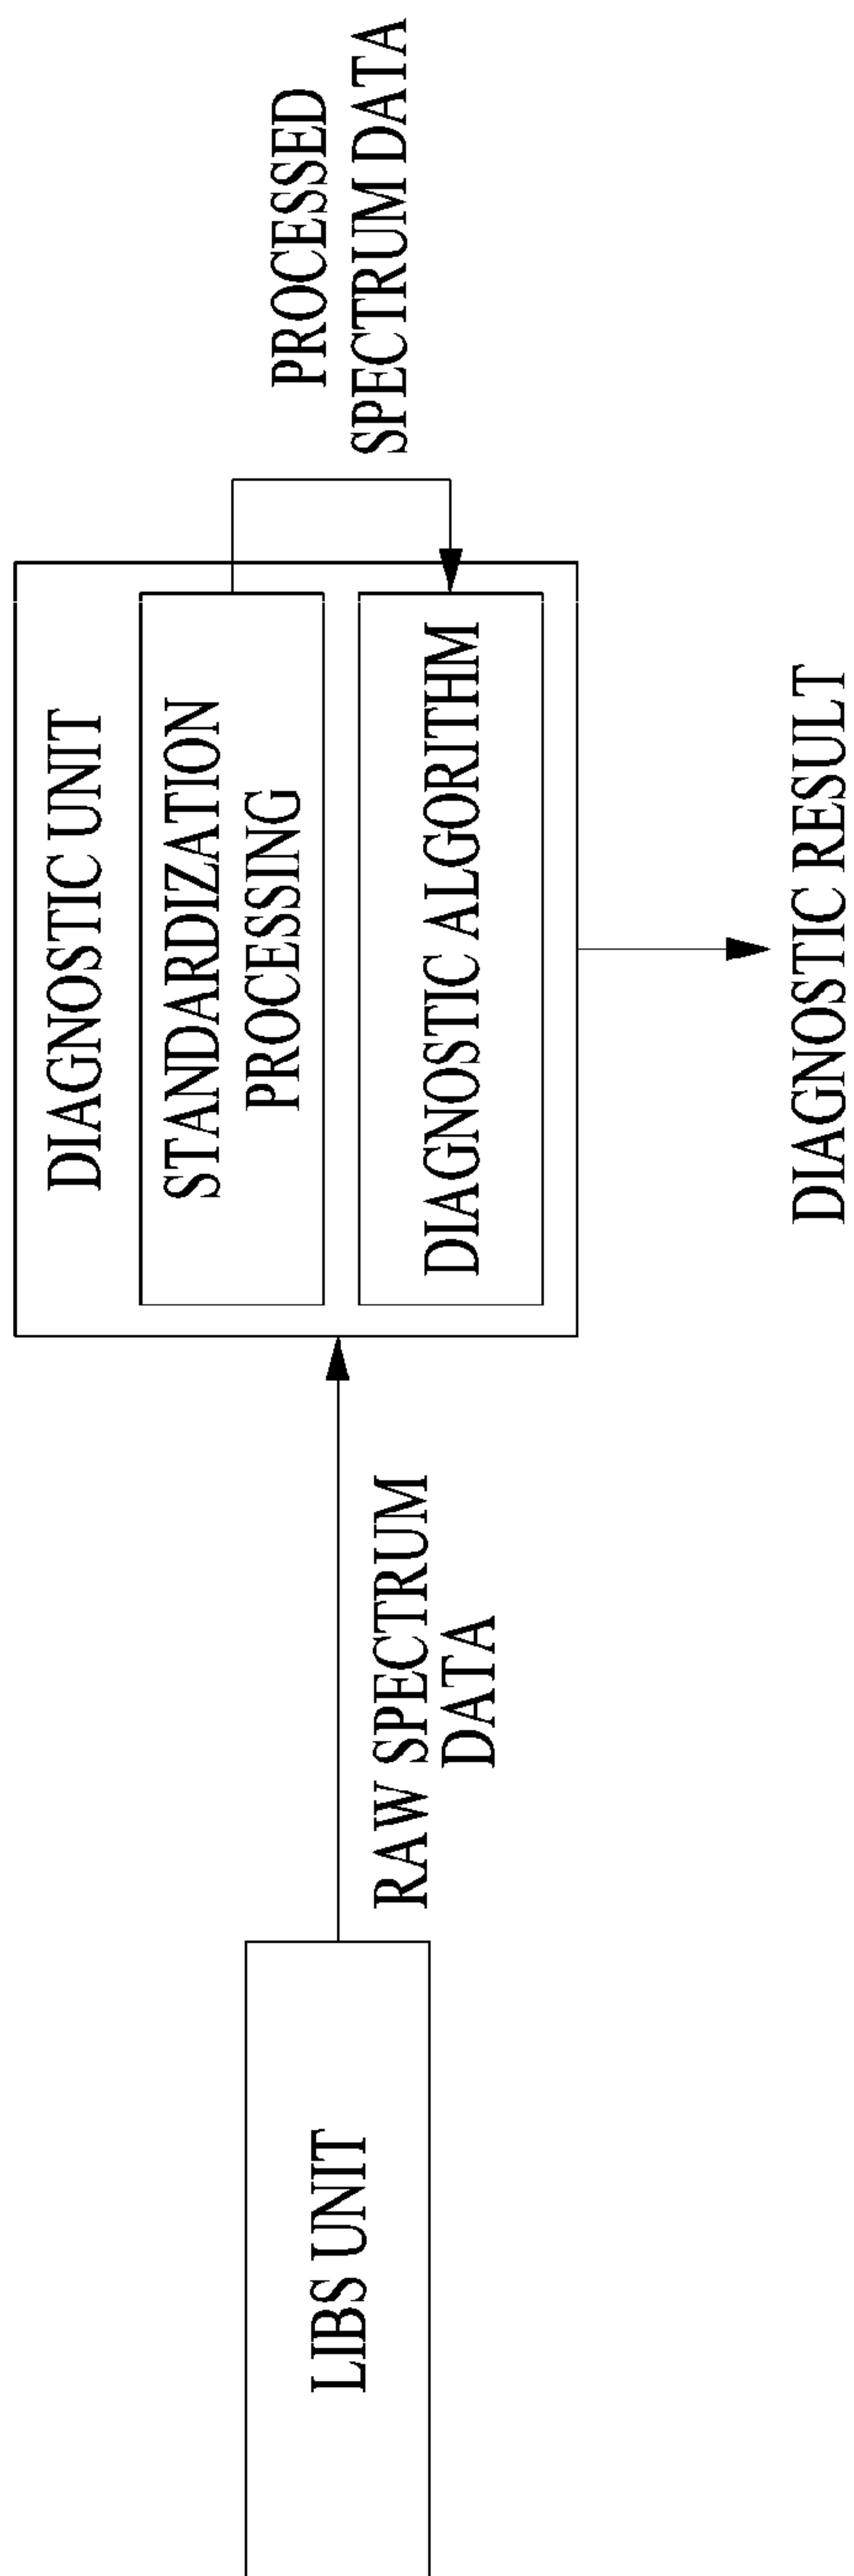 LIBS UNIT
RAW SPECTRUM
DATA
DIAGNOSTIC UNIT
STANDARDIZATION
PROCESSING
DIAGNOSTIC ALGORITHM
PROCESSED
SPECTRUM DATA
DIAGNOSTIC RESULT